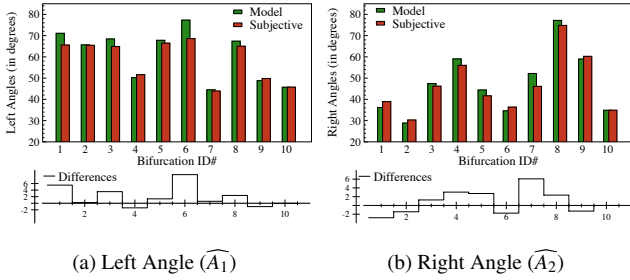 Left Angles (in degrees)
90
80
70
60
50
40
30
20
Model
Subjective
1 2 3 4 5 6 7 8 9 10
Bifurcation ID#
Differences
6
4
2
-2
2 4 6 8 10
(a) Left Angle (A₁)
Right Angles (in degrees)
90
80
70
60
50
40
30
20
Model
Subjective
1 2 3 4 5 6 7 8 9 10
Bifurcation ID#
Differences
6
4
2
-2
2 4 6 8 10
(b) Right Angle (A₂)